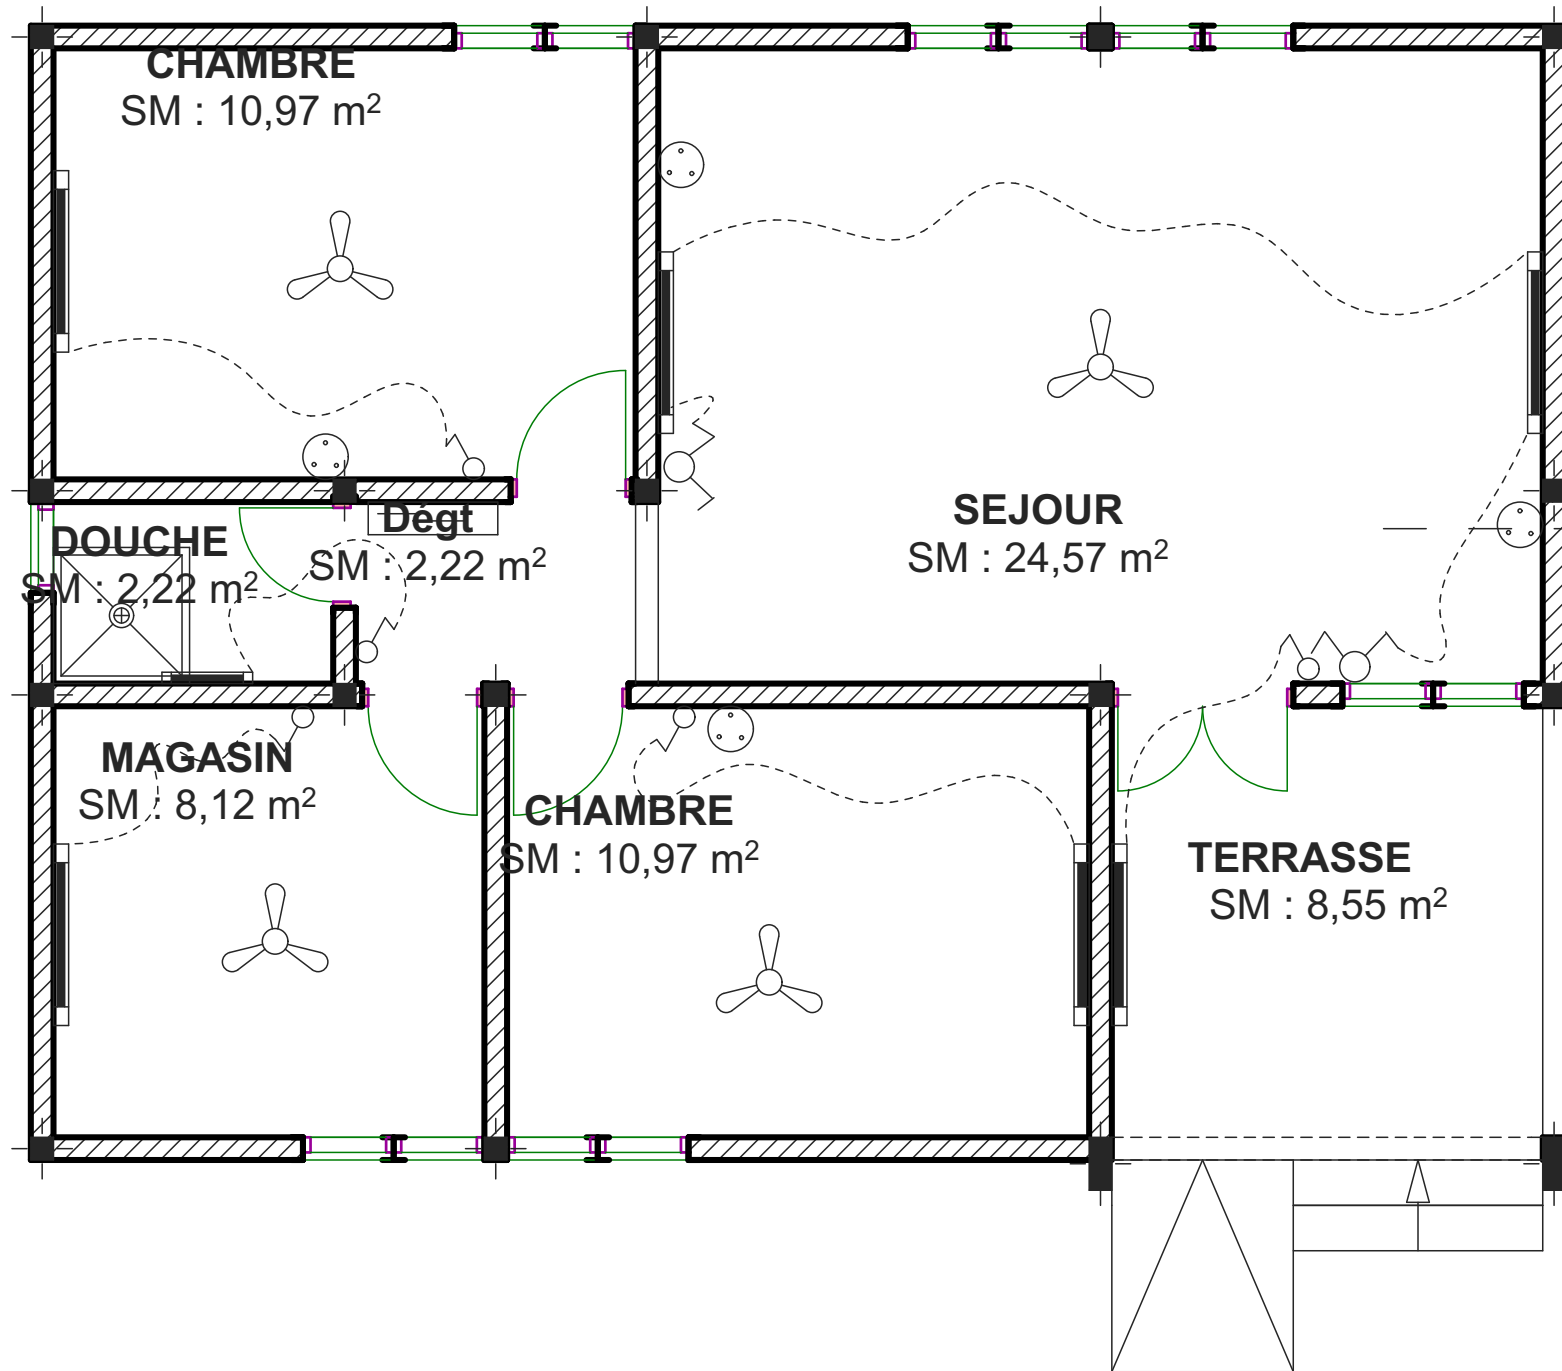 CHAMBRE
SM : 10,97 m²
SEJOUR
SM : 24,57 m²
Dégt
SM : 2,22 m²
DOUCHE
SM : 2,22 m²
MAGASIN
SM : 8,12 m²
CHAMBRE
SM : 10,97 m²
TERRASSE
SM : 8,55 m²